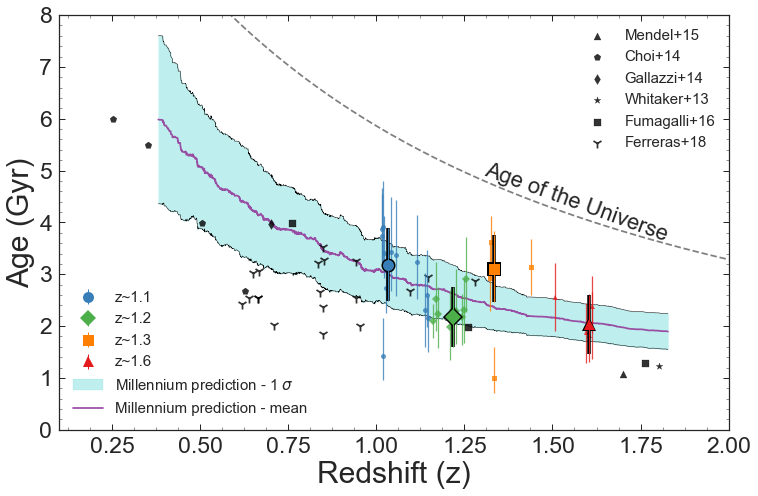 8
7
6
5
4
3
2
1
0
Age (Gyr)
Mendel+15
Choi+14
Gallazzi+14
Whitaker+13
Fumagalli+16
Ferreras+18
Age of the Universe
z~1.1
z~1.2
z~1.3
z~1.6
Millennium prediction - 1 σ
Millennium prediction - mean
0.25 0.50 0.75 1.00 1.25 1.50 1.75 2.00
Redshift (z)